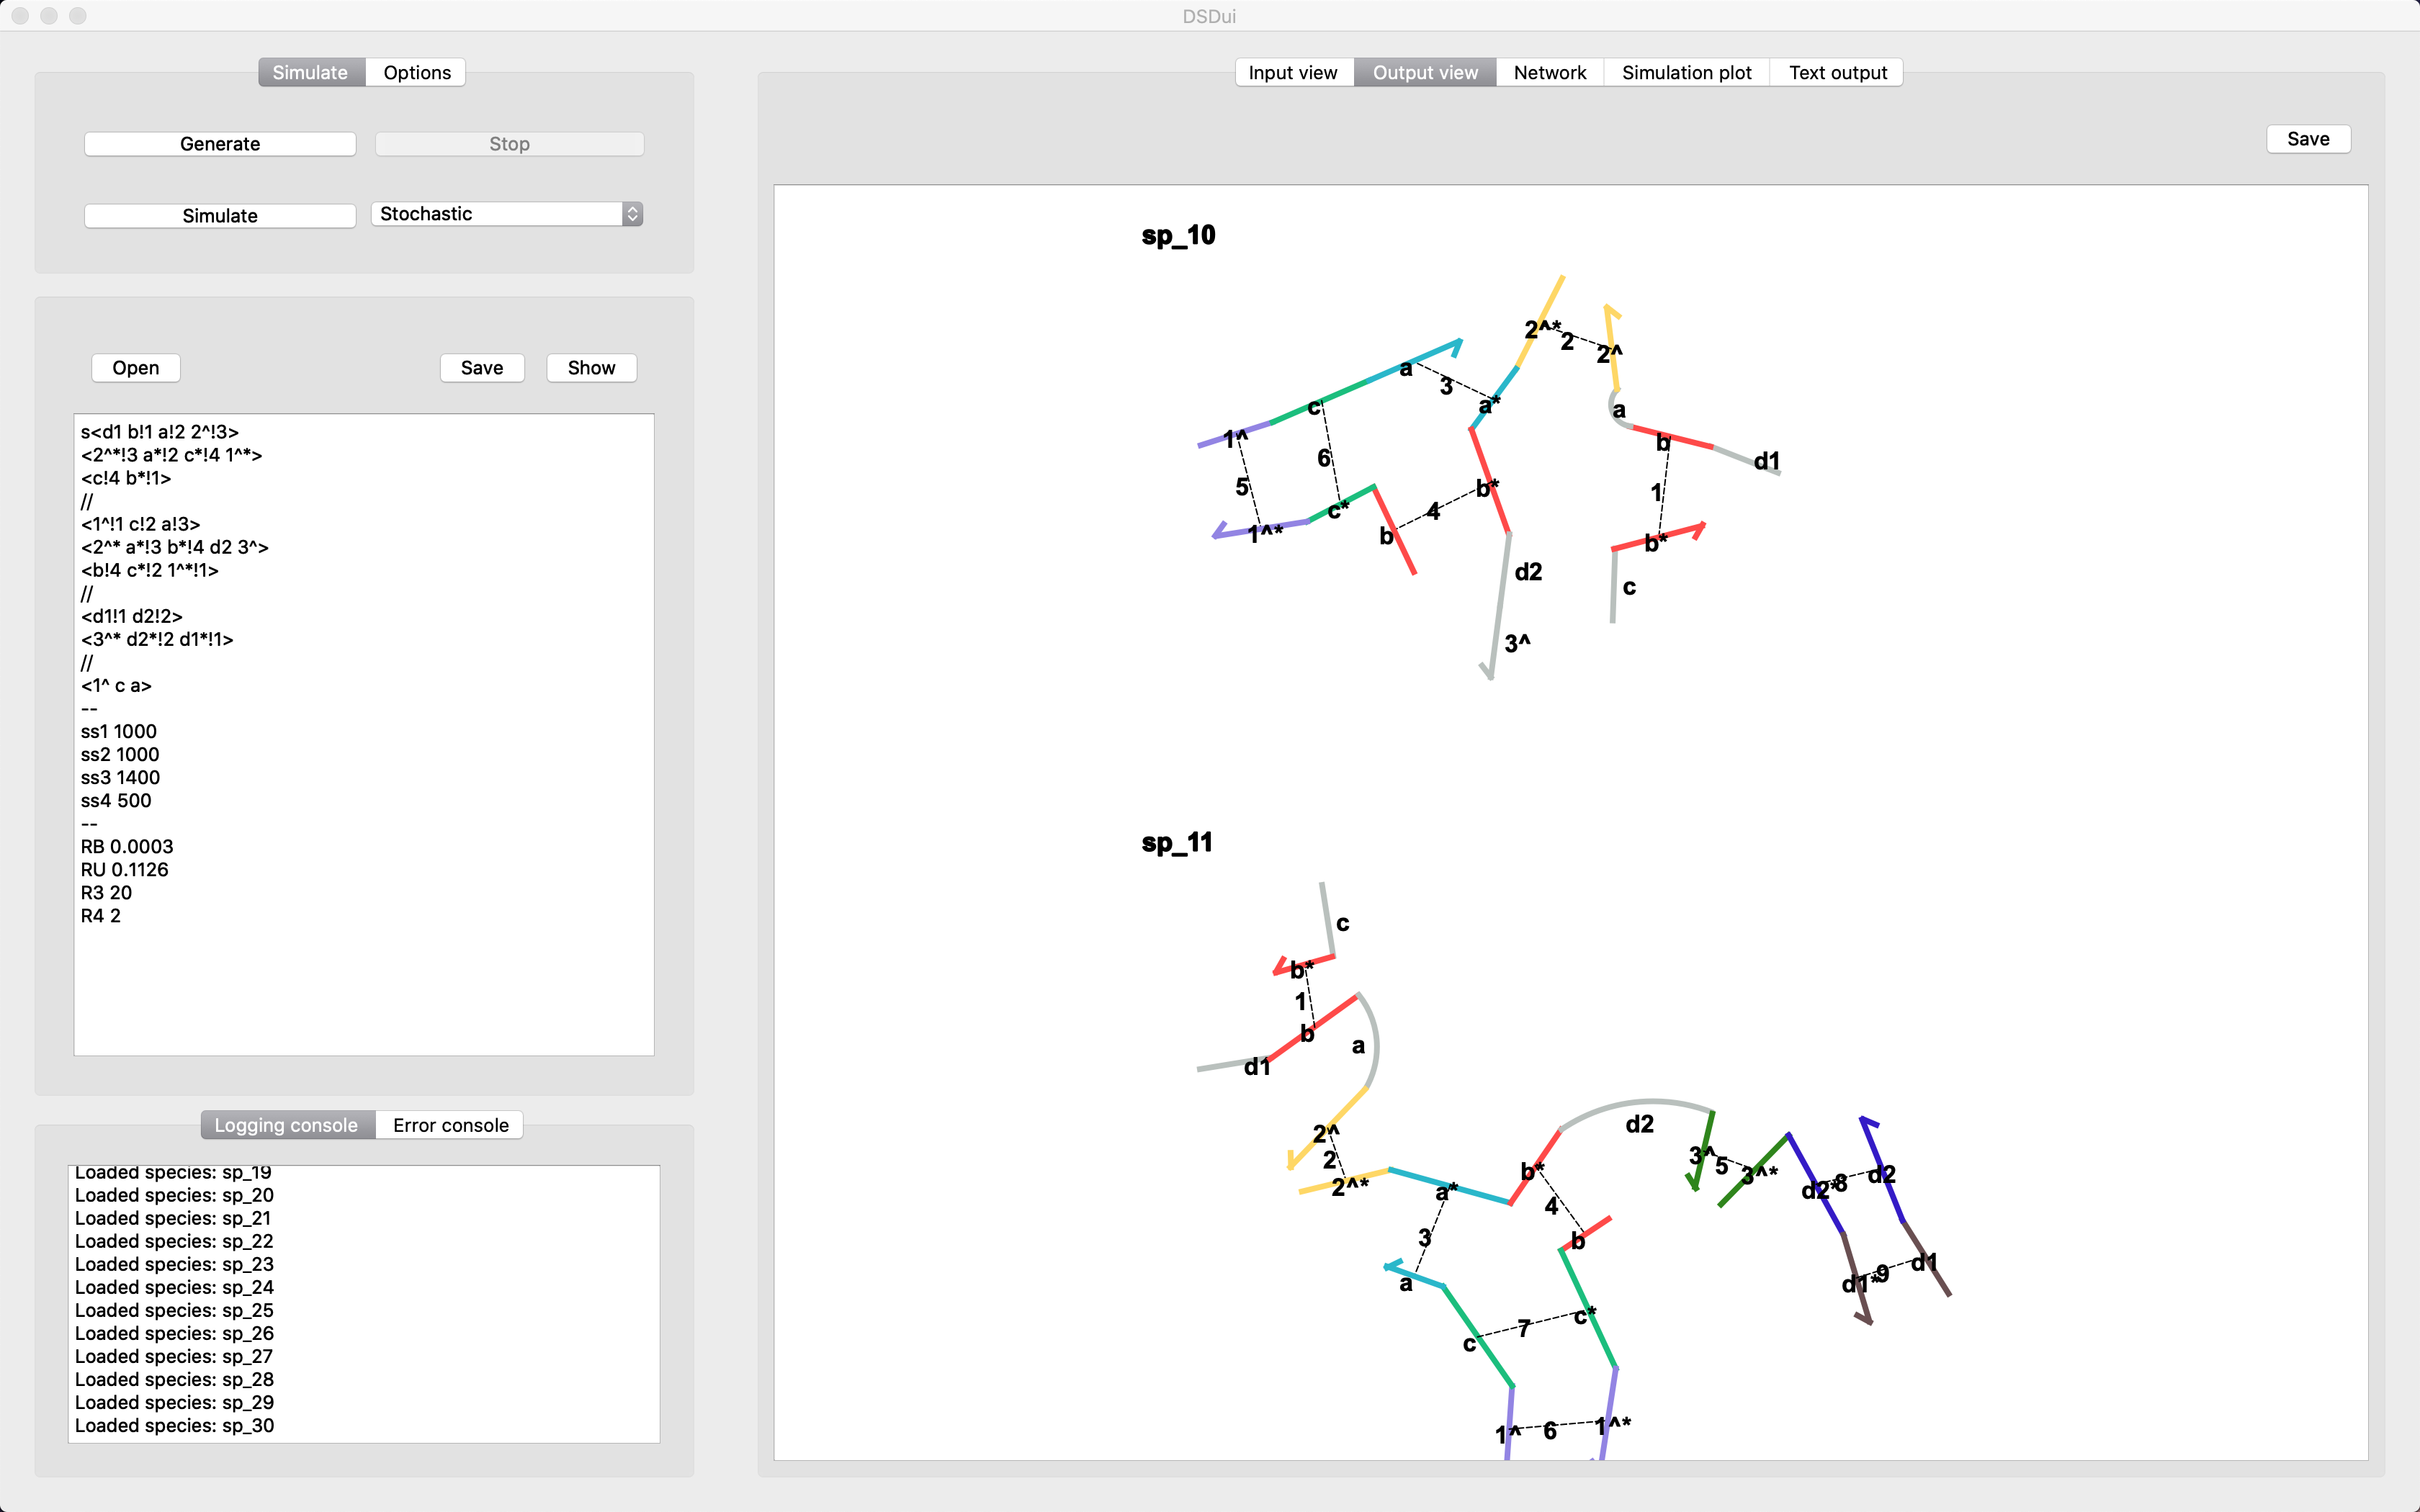 DSDui
Simulate Options
Generate Stop
Simulate Stochastic
Open Save Show
s<d1 b!1 a!2 2^!3>
<2^*!3 a*!2 c*!4 1^*>
<c!4 b*!1>
//
<1^!1 c!2 a!3>
<2^* a*!3 b*!4 d2 3^>
<b!4 c*!2 1^*!1>
//
<d1!1 d2!2>
<3^* d2*!2 d1*!1>
//
<1^ c a>
--
ss1 1000
ss2 1000
ss3 1400
ss4 500
--
RB 0.0003
RU 0.1126
R3 20
R4 2
Logging console Error console
Loaded species: sp_19
Loaded species: sp_20
Loaded species: sp_21
Loaded species: sp_22
Loaded species: sp_23
Loaded species: sp_24
Loaded species: sp_25
Loaded species: sp_26
Loaded species: sp_27
Loaded species: sp_28
Loaded species: sp_29
Loaded species: sp_30
Input view Output view Network Simulation plot Text output
Save
sp_10
2^* 2 2^
a 3 a* a
c b d1
1^ 6
5 b* 1
c* 4
1^* b b*
d2 c
3^
sp_11
c
b*
1
b a
d1
2^ d2
2 3^ 5 3^*
2^* a* b* d2* 8 d2
4
3 b
a d1* 9 d1
c 7 c*
1^ 6 1^*